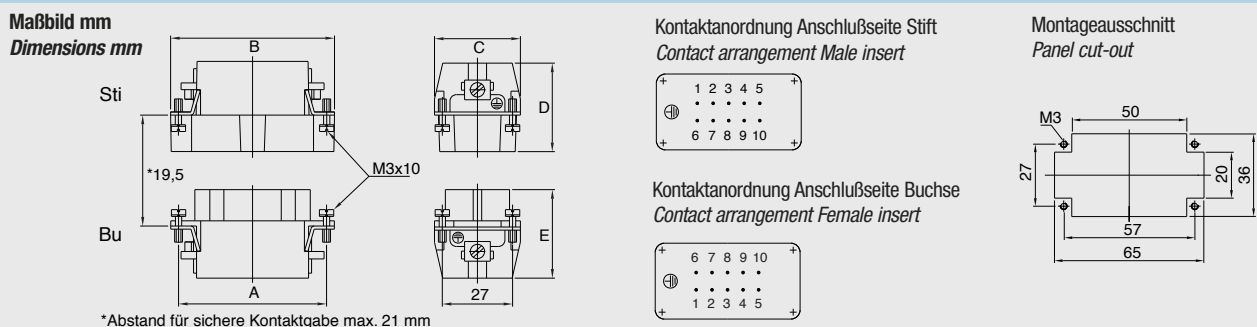 Maßbild mm
Dimensions mm
B
C
Sti
D
*19,5
M3x10
Bu
E
A
27
*Abstand für sichere Kontaktgabe max. 21 mm
Kontaktanordnung Anschlußseite Stift
Contact arrangement Male insert
1 2 3 4 5
6 7 8 9 10
Kontaktanordnung Anschlußseite Buchse
Contact arrangement Female insert
6 7 8 9 10
1 2 3 4 5
Montageausschnitt
Panel cut-out
50
M3
27
20
36
57
65